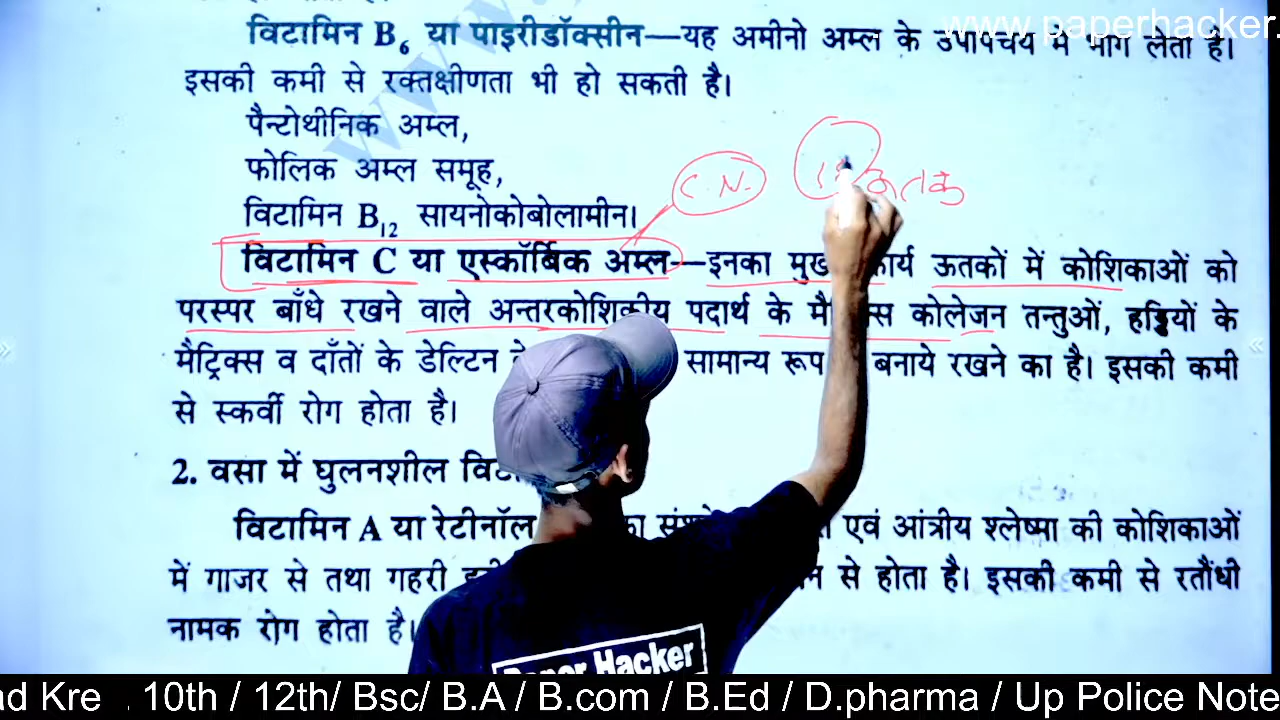 www.paperhacker.
विटामिन B₆ या पाइरीडॉक्सीन—यह अमीनो अम्ल के उपापचय में भाग लेता है।
इसकी कमी से रक्तक्षीणता भी हो सकती है।
पैन्टोथीनिक अम्ल,
फोलिक अम्ल समूह,
C.N.
ऊतक
विटामिन B₁₂ सायनोकोबोलामीन।
विटामिन C या एस्कॉर्बिक अम्ल—इनका मुख कार्य ऊतकों में कोशिकाओं को
परस्पर बाँधे रखने वाले अन्तरकोशिकीय पदार्थ के कोलेजन तन्तुओं, हड्डियों के
मैट्रिक्स व दाँतों के डेल्टिन सामान्य रूप बनाये रखने का है। इसकी कमी
से स्कर्वी रोग होता है।
2. वसा में घुलनशील
विटामिन A या रेटीनॉल एवं आंत्रीय श्लेष्मा की कोशिकाओं
में गाजर से तथा गहरी से होता है। इसकी कमी से रतौंधी
नामक रोग होता है।
Paper Hacker
ad Kre . 10th / 12th/ Bsc/ B.A / B.com / B.Ed / D.pharma / Up Police Note